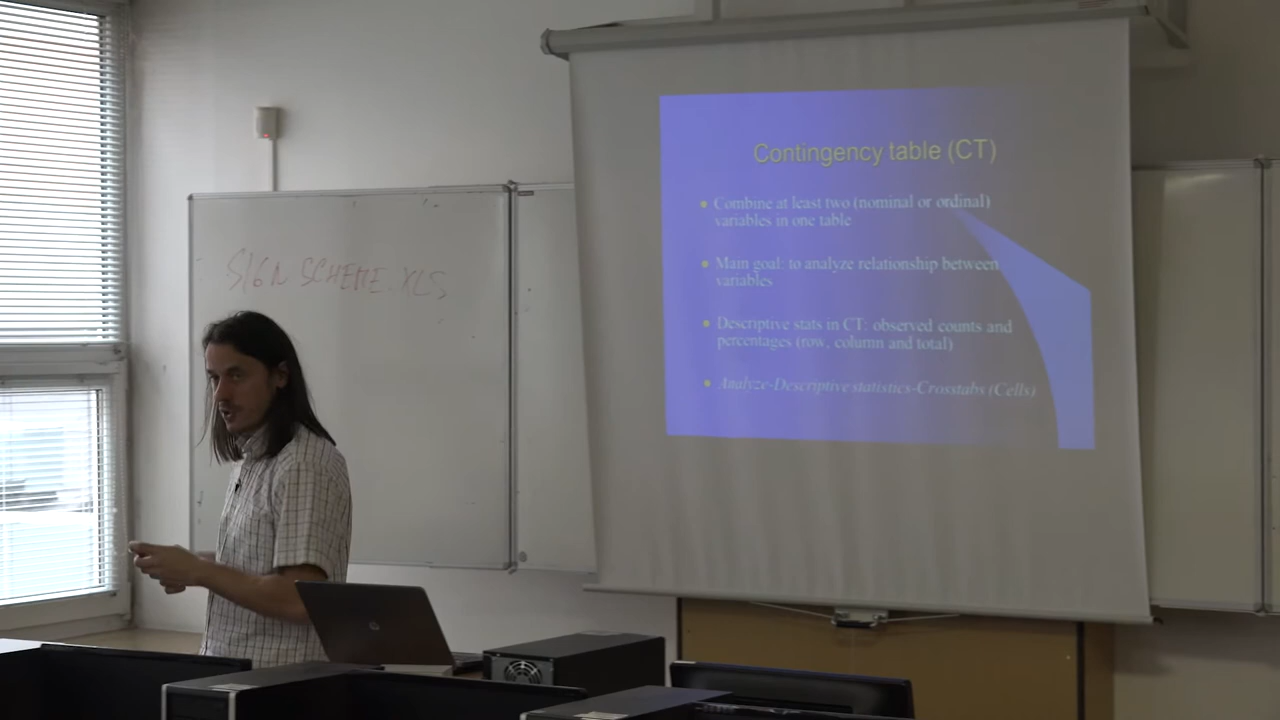 SIGN SCHEME.XLS
Contingency table (CT)
• Combine at least two (nominal or ordinal)
variables in one table
• Main goal: to analyze relationship between
variables
• Descriptive stats in CT: observed counts and
percentages (row, column and total)
• Analyze-Descriptive statistics-Crosstabs (Cells)